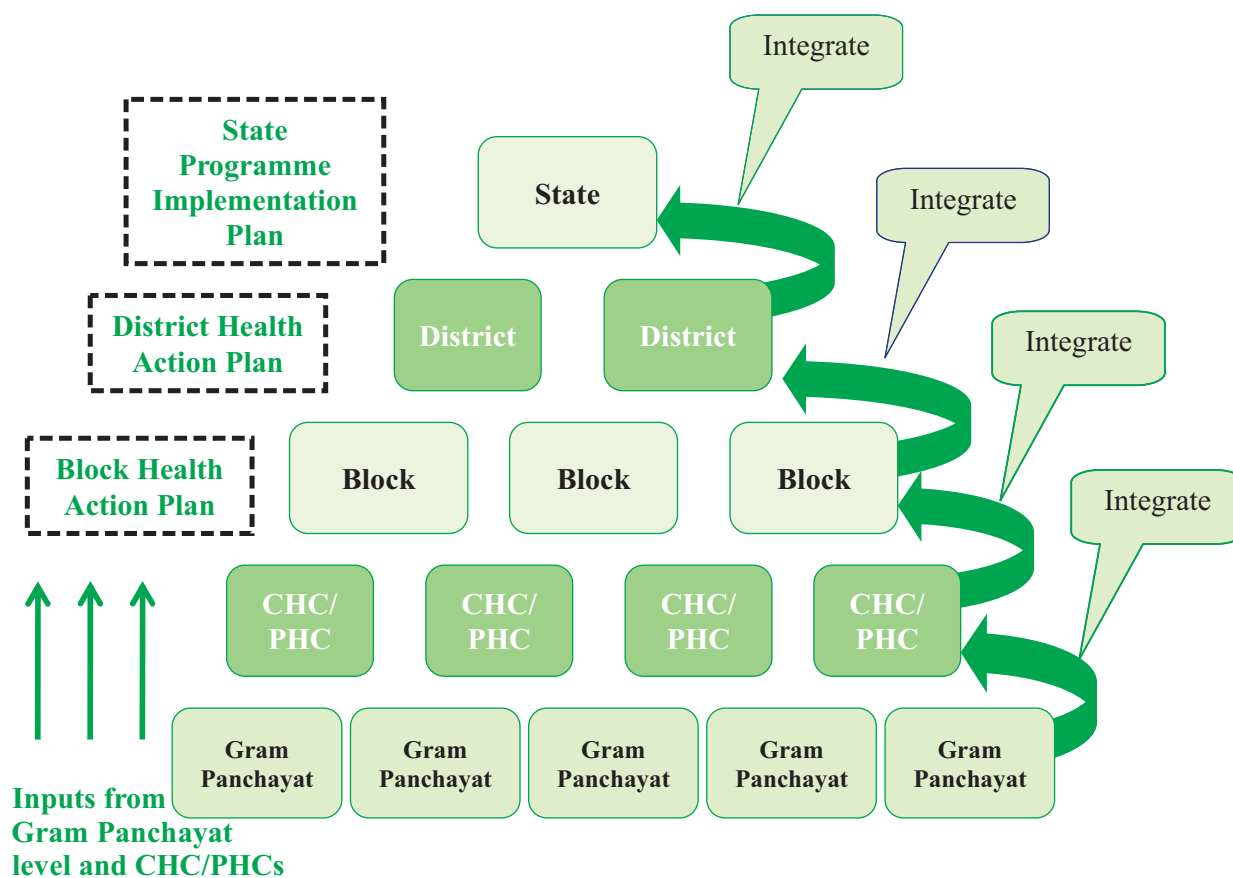 Integrate
State
Programme
Implementation
Plan
State
Integrate
District Health
Action Plan
District
District
Integrate
Block Health
Action Plan
Block
Block
Block
Integrate
CHC/
PHC
CHC/
PHC
CHC/
PHC
CHC/
PHC
Gram
Panchayat
Gram
Panchayat
Gram
Panchayat
Gram
Panchayat
Gram
Panchayat
Inputs from
Gram Panchayat
level and CHC/PHCs